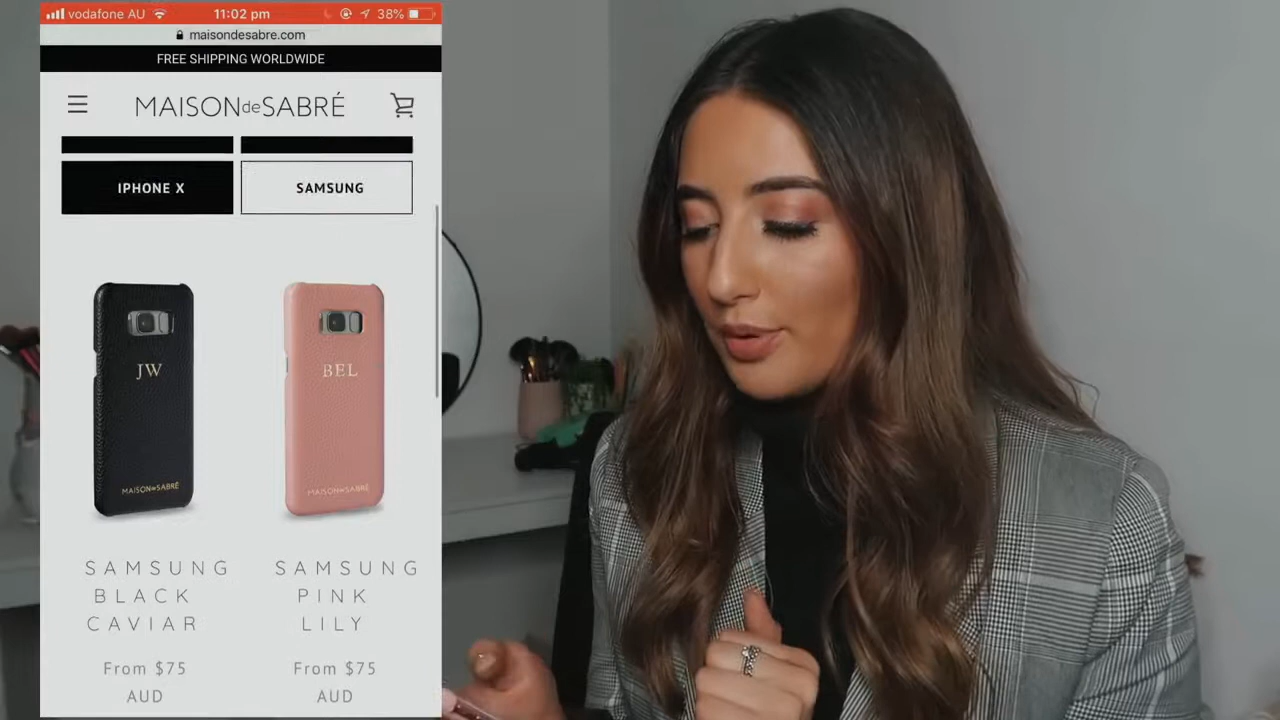 vodafone AU 11:02 pm 38%
maisondesabre.com
FREE SHIPPING WORLDWIDE
MAISONdeSABRÉ
IPHONE X SAMSUNG
JW BEL
MAISONdeSABRÉ MAISONdeSABRÉ
SAMSUNG SAMSUNG
BLACK PINK
CAVIAR LILY
From $75 From $75
AUD AUD